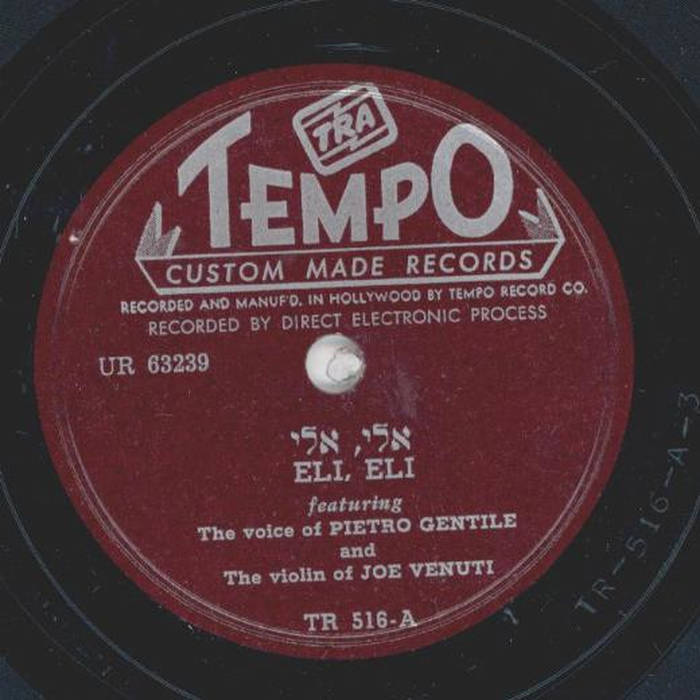 TRA
TEMPO
CUSTOM MADE RECORDS
RECORDED AND MANUF'D. IN HOLLYWOOD BY TEMPO RECORD CO.
RECORDED BY DIRECT ELECTRONIC PROCESS
UR 63239
אלי, אלי
ELI, ELI
featuring
The voice of PIETRO GENTILE
and
The violin of JOE VENUTI
TR 516-A
TR-516-A-3